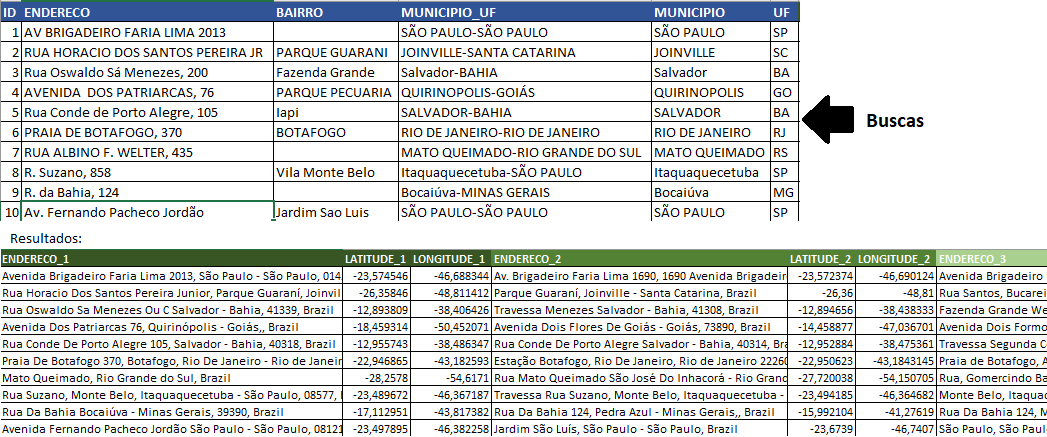 ID ENDERECO BAIRRO MUNICIPIO_UF MUNICIPIO UF
1 AV BRIGADEIRO FARIA LIMA 2013 SÃO PAULO-SÃO PAULO SÃO PAULO SP
2 RUA HORACIO DOS SANTOS PEREIRA JR PARQUE GUARANI JOINVILLE-SANTA CATARINA JOINVILLE SC
3 Rua Oswaldo Sá Menezes, 200 Fazenda Grande Salvador-BAHIA Salvador BA
4 AVENIDA DOS PATRIARCAS, 76 PARQUE PECUARIA QUIRINOPOLIS-GOIÁS QUIRINOPOLIS GO
5 Rua Conde de Porto Alegre, 105 Iapi SALVADOR-BAHIA SALVADOR BA
Buscas
6 PRAIA DE BOTAFOGO, 370 BOTAFOGO RIO DE JANEIRO-RIO DE JANEIRO RIO DE JANEIRO RJ
7 RUA ALBINO F. WELTER, 435 MATO QUEIMADO-RIO GRANDE DO SUL MATO QUEIMADO RS
8 R. Suzano, 858 Vila Monte Belo Itaquaquecetuba-SÃO PAULO Itaquaquecetuba SP
9 R. da Bahia, 124 Bocaiúva-MINAS GERAIS Bocaiúva MG
10 Av. Fernando Pacheco Jordão Jardim Sao Luis SÃO PAULO-SÃO PAULO SÃO PAULO SP
Resultados:
ENDERECO_1 LATITUDE_1 LONGITUDE_1 ENDERECO_2 LATITUDE_2 LONGITUDE_2 ENDERECO_3
Avenida Brigadeiro Faria Lima 2013, São Paulo - São Paulo, 014 -23,574546 -46,688344 Av. Brigadeiro Faria Lima 1690, 1690 Avenida Brigadeir -23,572374 -46,690124 Avenida Brigadeiro
Rua Horacio Dos Santos Pereira Junior, Parque Guaraní, Joinvil -26,35846 -48,811412 Parque Guaraní, Joinville - Santa Catarina, Brazil -26,36 -48,81 Rua Santos, Bucarei
Rua Oswaldo Sa Menezes Ou C Salvador - Bahia, 41339, Brazil -12,893809 -38,406426 Travessa Menezes Salvador - Bahia, 41308, Brazil -12,894656 -38,438333 Fazenda Grande We
Avenida Dos Patriarcas 76, Quirinópolis - Goiás,, Brazil -18,459314 -50,452071 Avenida Dois Flores De Goiás - Goiás, 73890, Brazil -14,458877 -47,036701 Avenida Dois Formo
Rua Conde De Porto Alegre 105, Salvador - Bahia, 40318, Brazil -12,955743 -38,486347 Rua Conde De Porto Alegre Salvador - Bahia, 40314, Br -12,952884 -38,475361 Travessa Segunda C
Praia De Botafogo 370, Botafogo, Rio De Janeiro - Rio de Janeir -22,946865 -43,182593 Estação Botafogo, Rio De Janeiro, Rio De Janeiro 22260 -22,950623 -43,1843145 Praia de Botafogo, A
Mato Queimado, Rio Grande do Sul, Brazil -28,2578 -54,6171 Rua Mato Queimado São José Do Inhacorá - Rio Grand -27,720038 -54,150705 Rua, Gomercindo Ba
Rua Suzano, Monte Belo, Itaquaquecetuba - São Paulo, 08577, -23,489672 -46,367187 Travessa Rua Suzano, Monte Belo, Itaquaquecetuba - -23,494185 -46,364682 Monte Belo, Itaquaqu
Rua Da Bahia Bocaiúva - Minas Gerais, 39390, Brazil -17,112951 -43,817382 Rua Da Bahia 124, Pedra Azul - Minas Gerais,, Brazil -15,992104 -41,27619 Rua Da Bahia 124, M
Avenida Fernando Pacheco Jordão São Paulo - São Paulo, 08121 -23,497895 -46,382258 Jardim São Luís, São Paulo - São Paulo, Brazil -23,6739 -46,7407 São Paulo, São Paulo